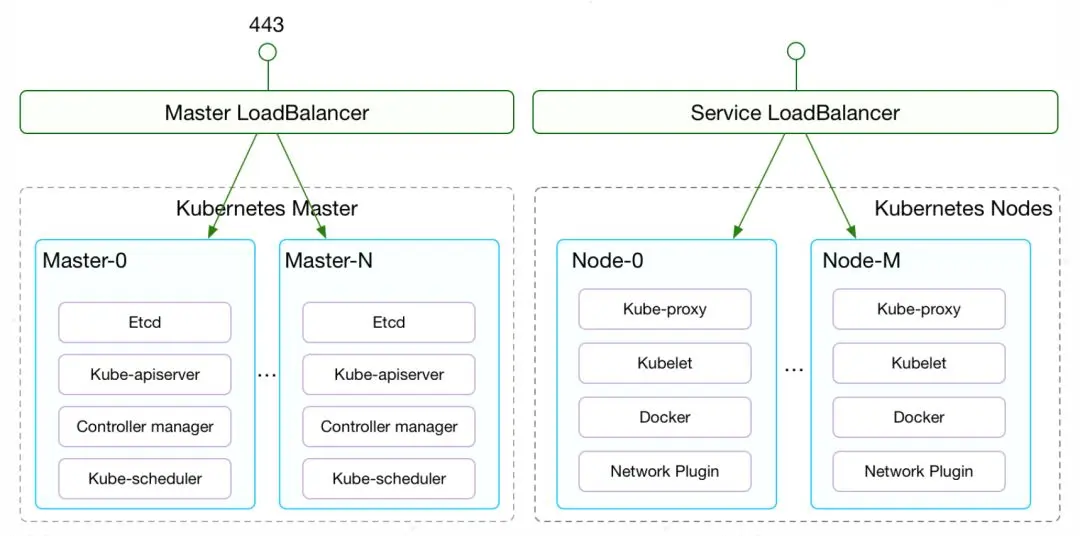 443
Master LoadBalancer
Service LoadBalancer
Kubernetes Master
Kubernetes Nodes
Master-0
Etcd
Kube-apiserver
Controller manager
Kube-scheduler
...
Master-N
Etcd
Kube-apiserver
Controller manager
Kube-scheduler
Node-0
Kube-proxy
Kubelet
Docker
Network Plugin
...
Node-M
Kube-proxy
Kubelet
Docker
Network Plugin